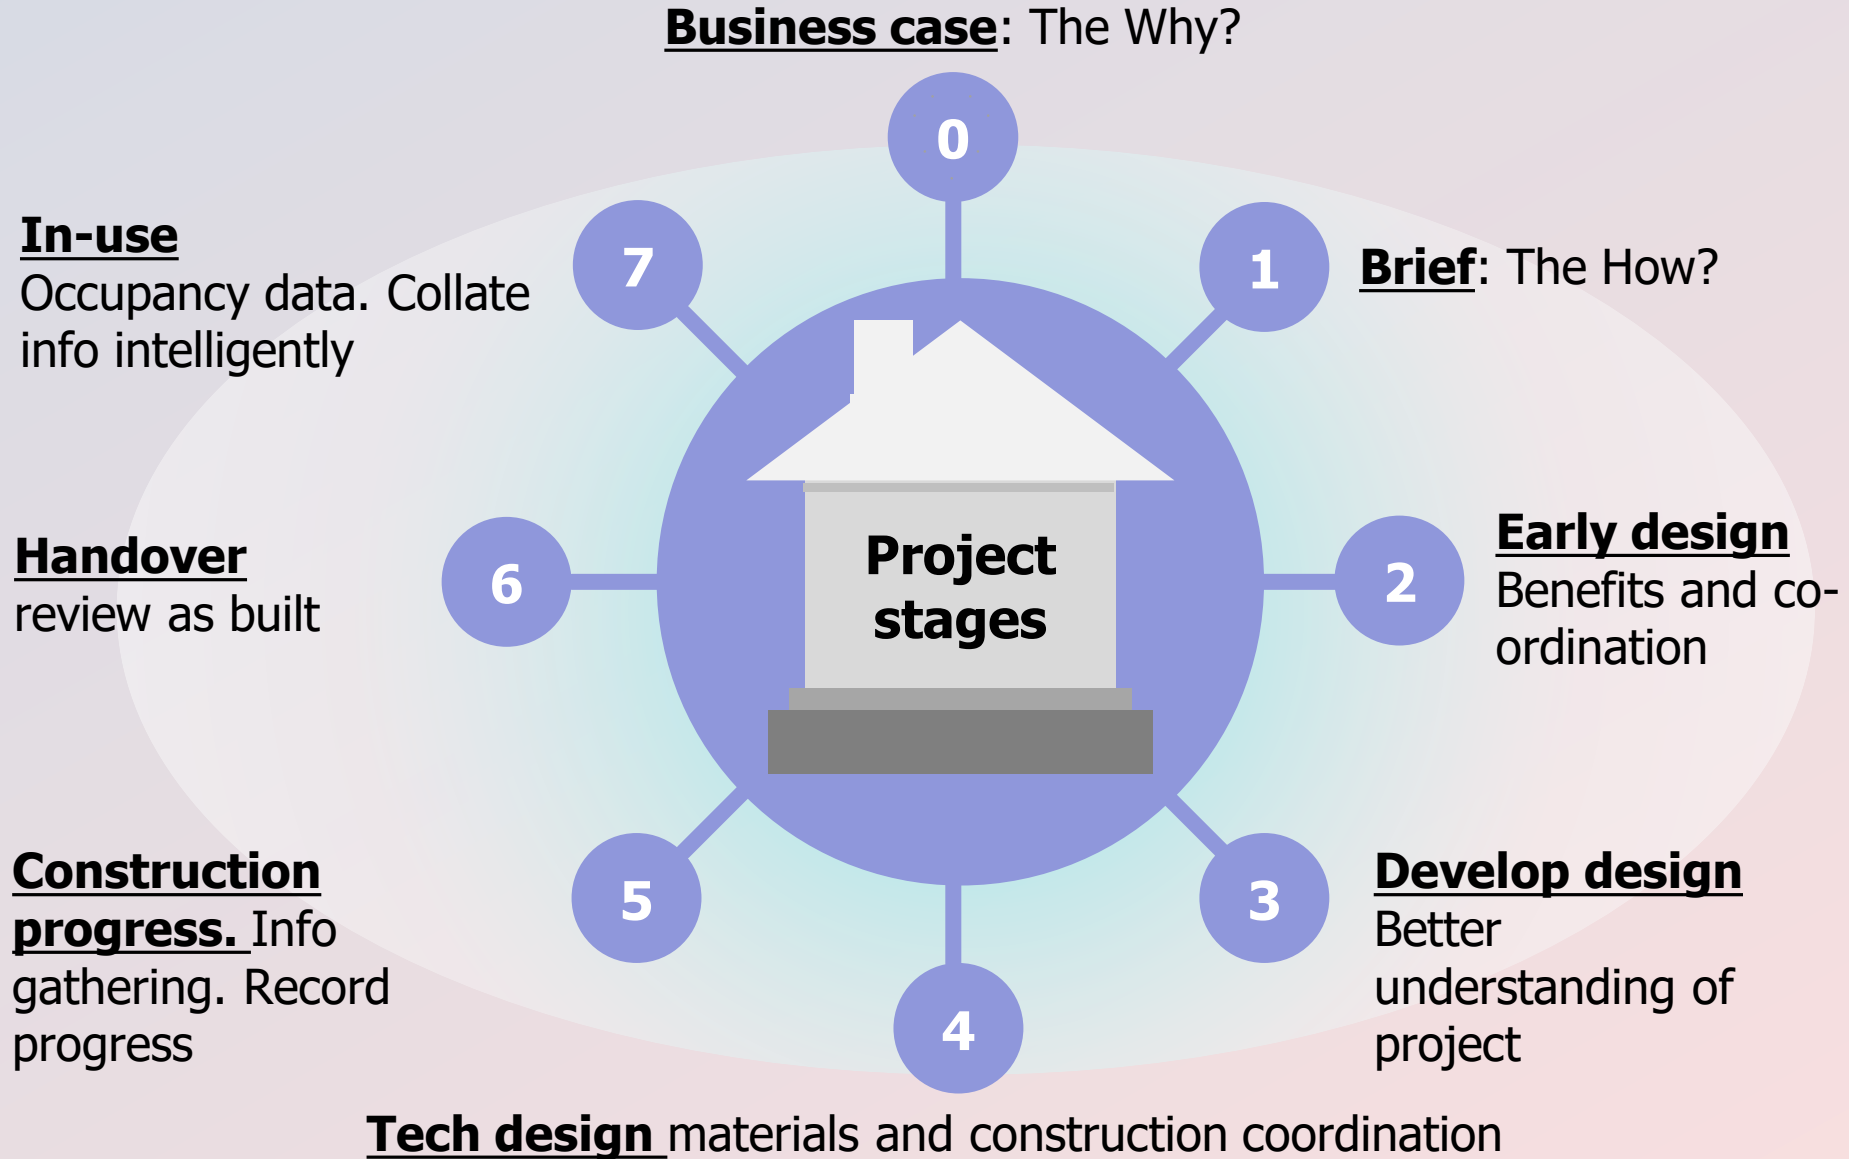 Business case: The Why?
0
1
Brief: The How?
2
Early design
Benefits and co-
ordination
3
Develop design
Better
understanding of
project
4
Tech design materials and construction coordination
5
Construction
progress. Info
gathering. Record
progress
6
Handover
review as built
7
In-use
Occupancy data. Collate
info intelligently
Project
stages